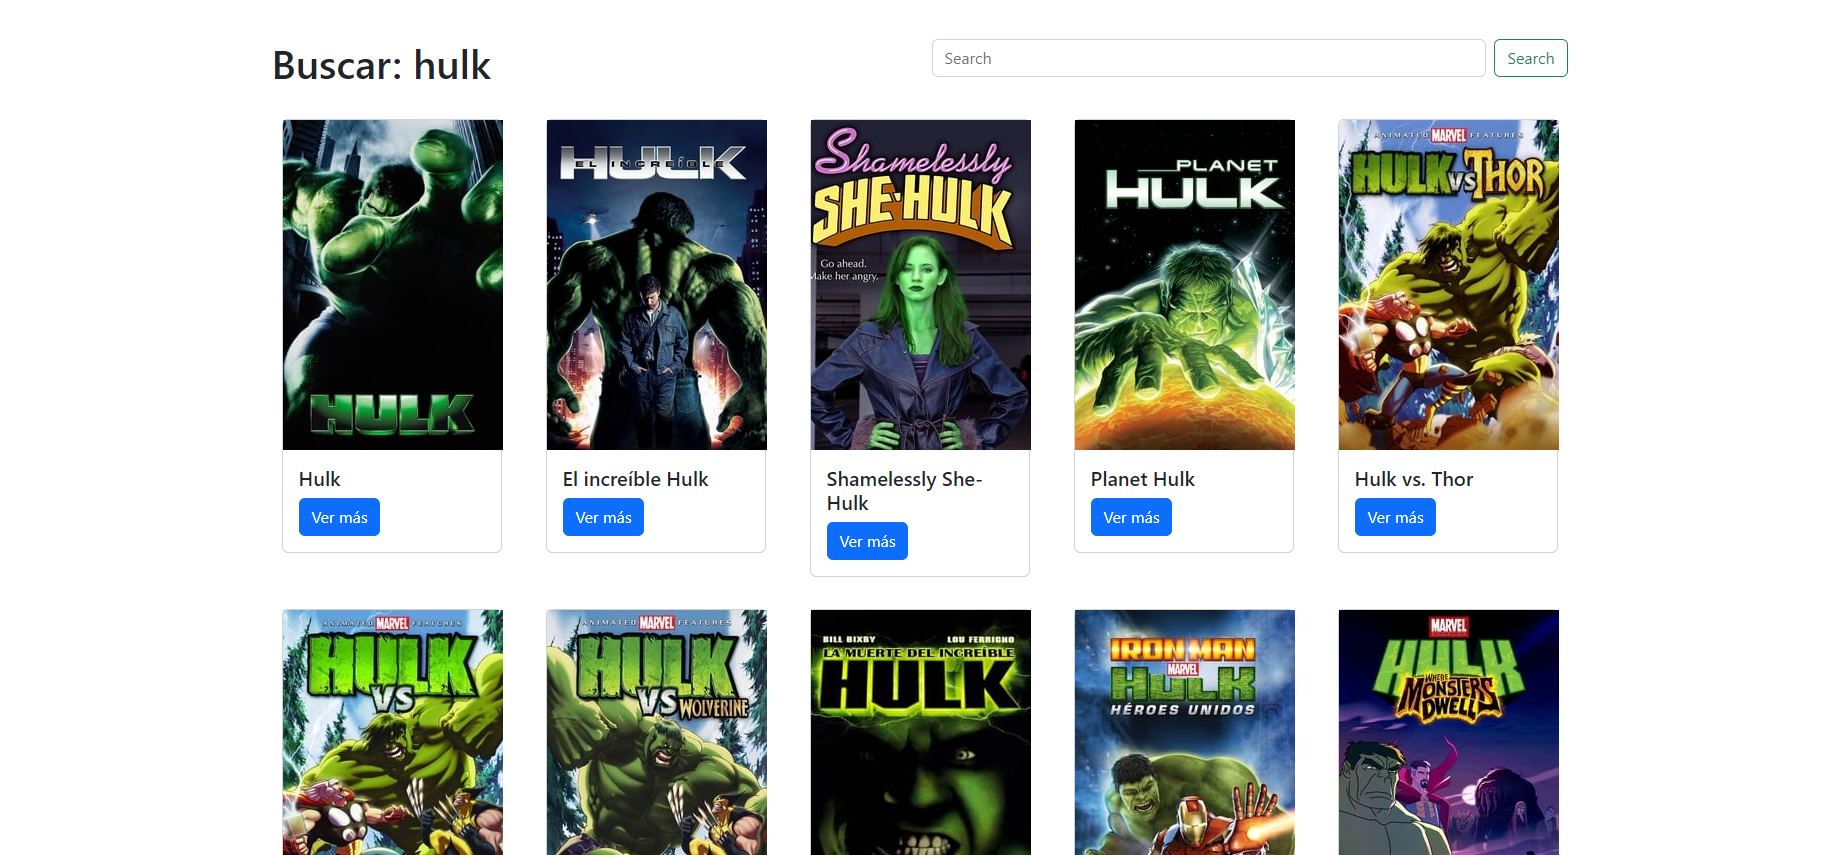 Buscar: hulk
Search
Search
HULK
HULK
EL INCREÍBLE
Shamelessly
SHE-HULK
Go ahead.
Make her angry.
PLANET
HULK
ANIMATED MARVEL FEATURES
HULK VS THOR
Hulk
Ver más
El increíble Hulk
Ver más
Shamelessly She-
Hulk
Ver más
Planet Hulk
Ver más
Hulk vs. Thor
Ver más
ANIMATED MARVEL FEATURES
HULK
VS
ANIMATED MARVEL FEATURES
HULK
VS WOLVERINE
BILL BIXBY LOU FERRIGNO
LA MUERTE DEL INCREÍBLE
HULK
IRON MAN
MARVEL
HULK
HÉROES UNIDOS
MARVEL
HULK
WHERE
MONSTERS
DWELL